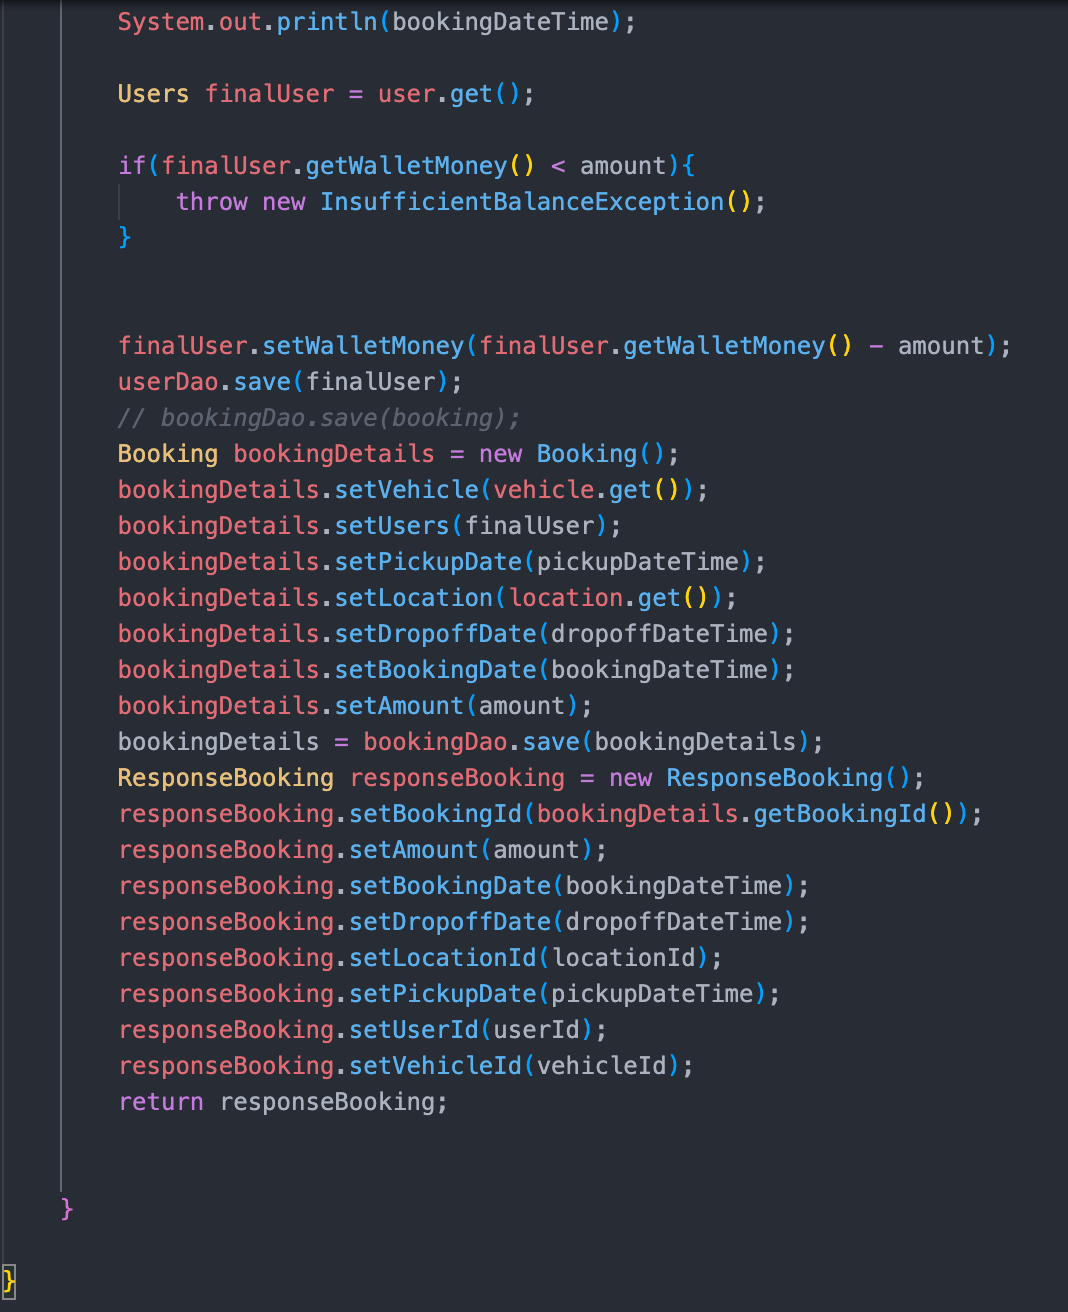 System.out.println(bookingDateTime);
Users finalUser = user.get();
if(finalUser.getWalletMoney() < amount){
throw new InsufficientBalanceException();
}
finalUser.setWalletMoney(finalUser.getWalletMoney() - amount);
userDao.save(finalUser);
// bookingDao.save(booking);
Booking bookingDetails = new Booking();
bookingDetails.setVehicle(vehicle.get());
bookingDetails.setUsers(finalUser);
bookingDetails.setPickupDate(pickupDateTime);
bookingDetails.setLocation(location.get());
bookingDetails.setDropoffDate(dropoffDateTime);
bookingDetails.setBookingDate(bookingDateTime);
bookingDetails.setAmount(amount);
bookingDetails = bookingDao.save(bookingDetails);
ResponseBooking responseBooking = new ResponseBooking();
responseBooking.setBookingId(bookingDetails.getBookingId());
responseBooking.setAmount(amount);
responseBooking.setBookingDate(bookingDateTime);
responseBooking.setDropoffDate(dropoffDateTime);
responseBooking.setLocationId(locationId);
responseBooking.setPickupDate(pickupDateTime);
responseBooking.setUserId(userId);
responseBooking.setVehicleId(vehicleId);
return responseBooking;
}
}